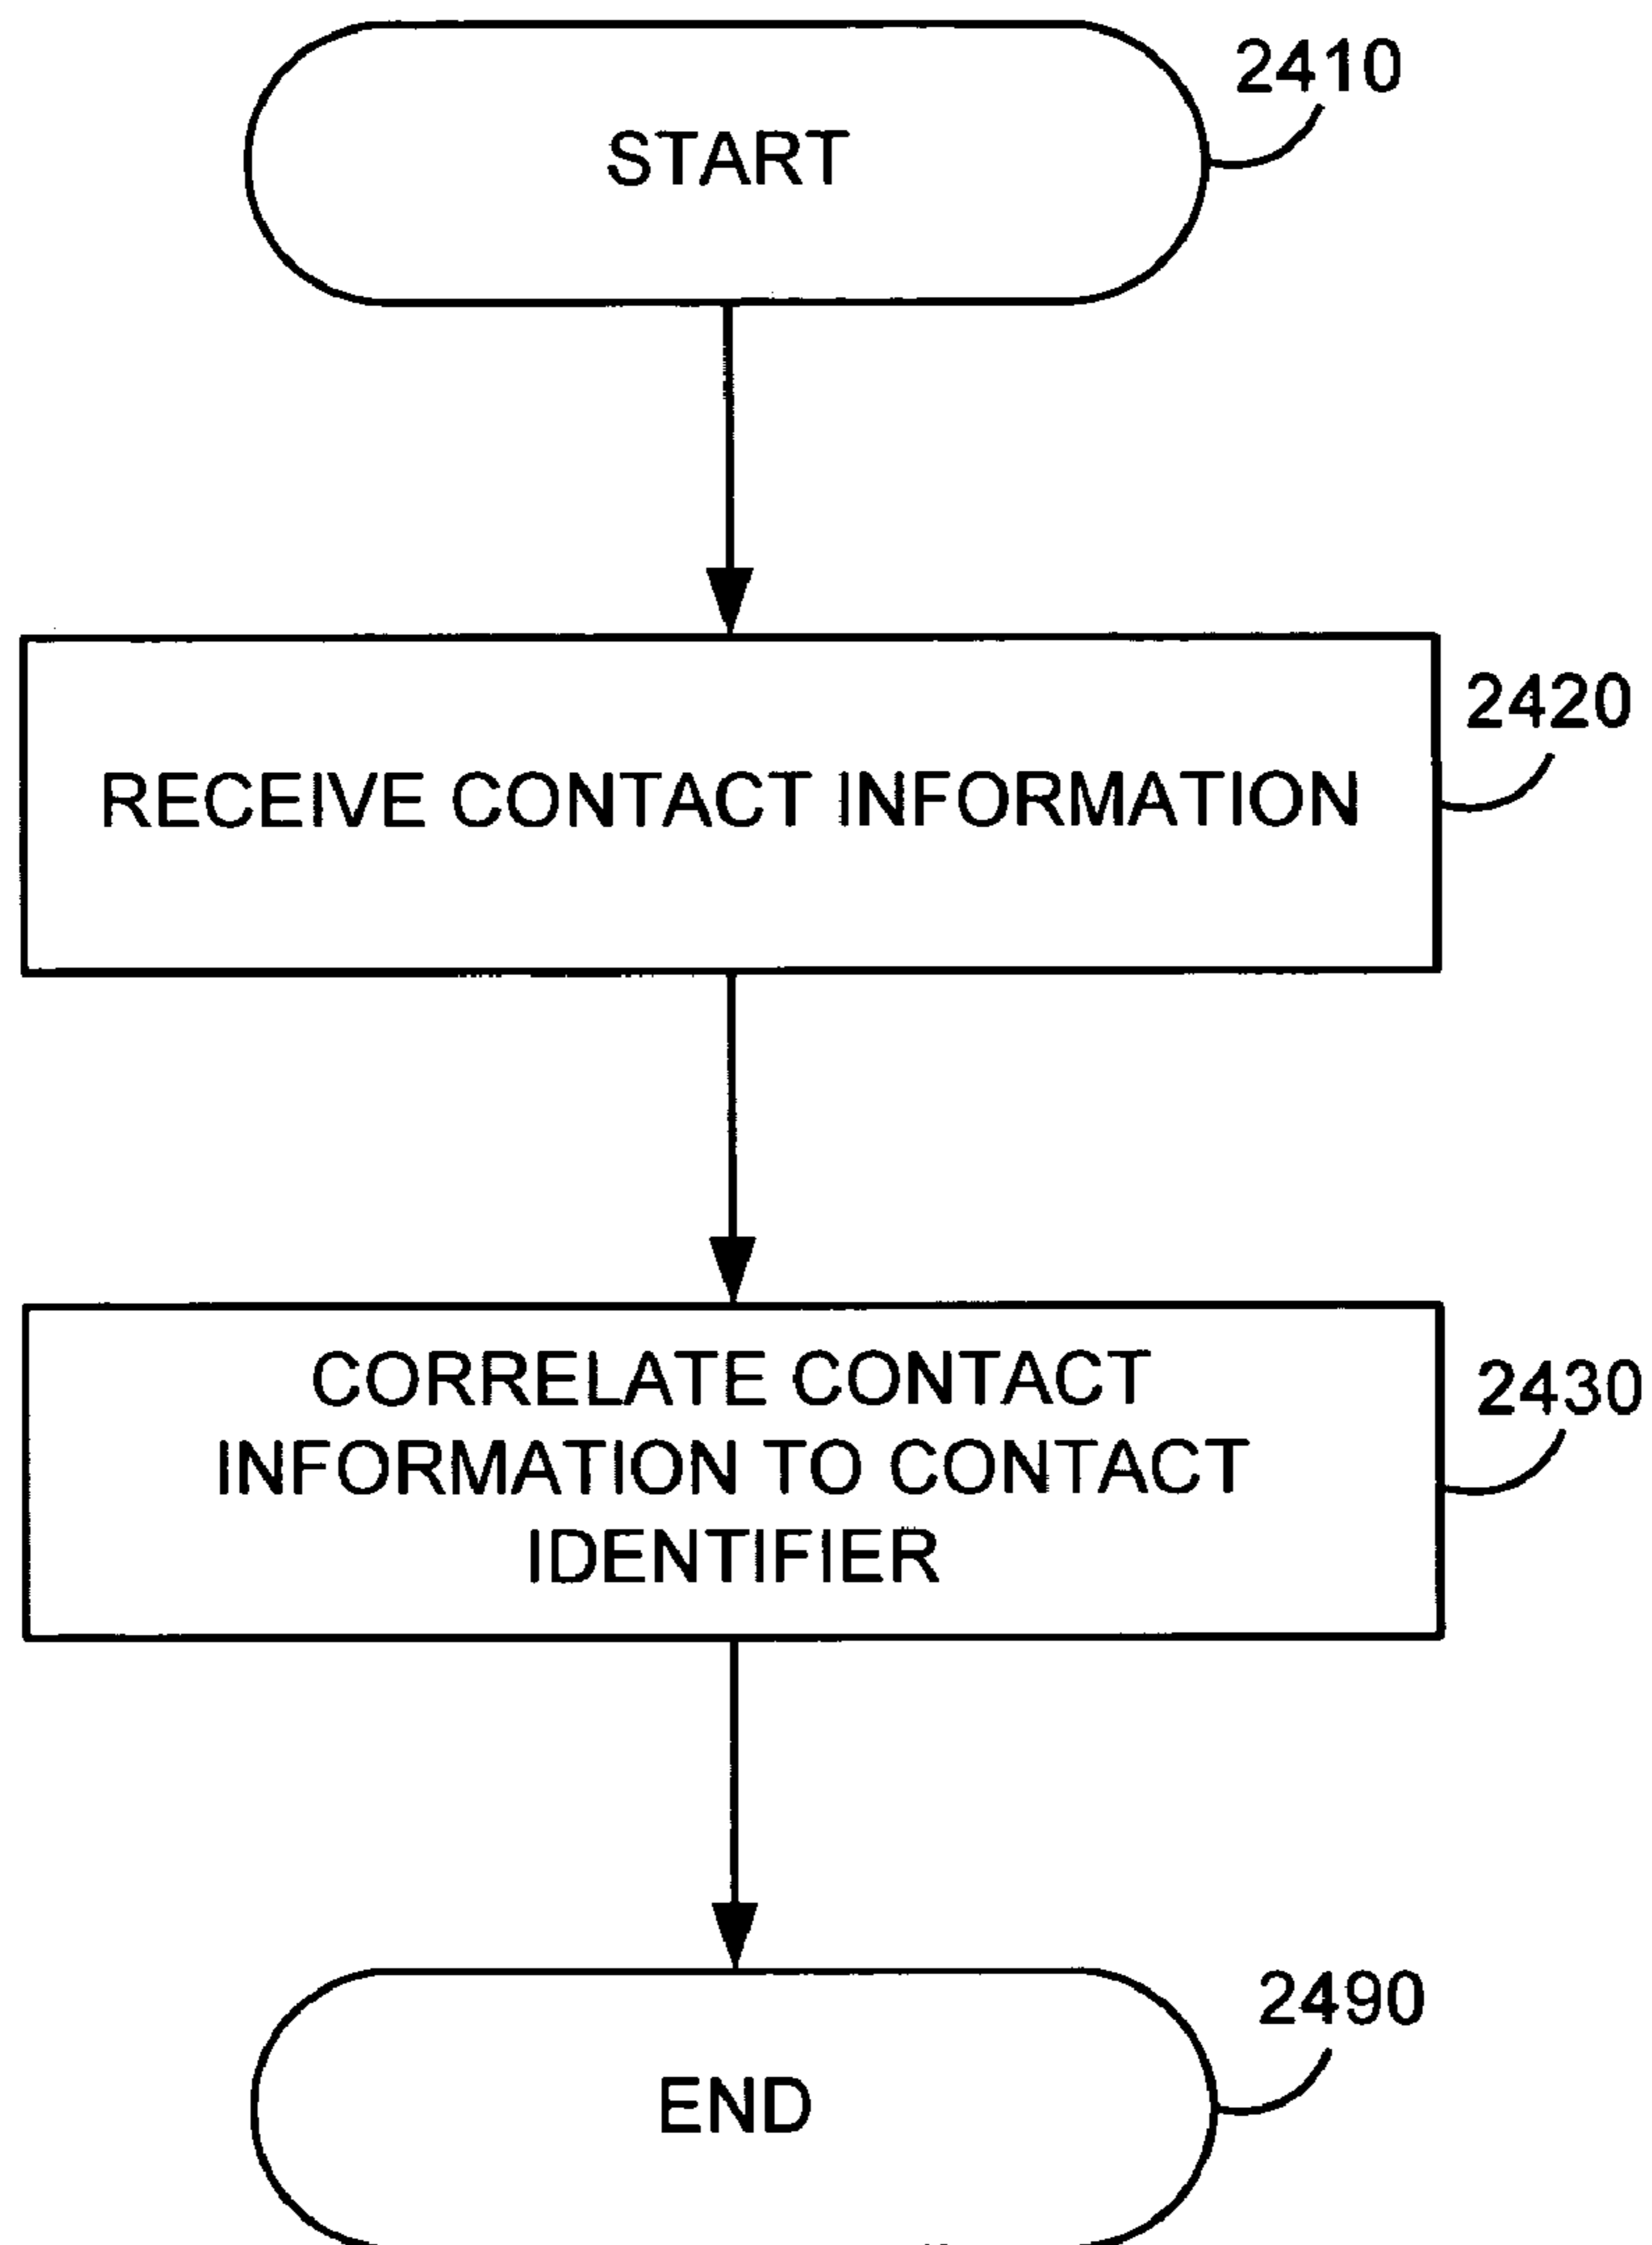 2410
START
2420
RECEIVE CONTACT INFORMATION
2430
CORRELATE CONTACT
INFORMATION TO CONTACT
IDENTIFIER
2490
END